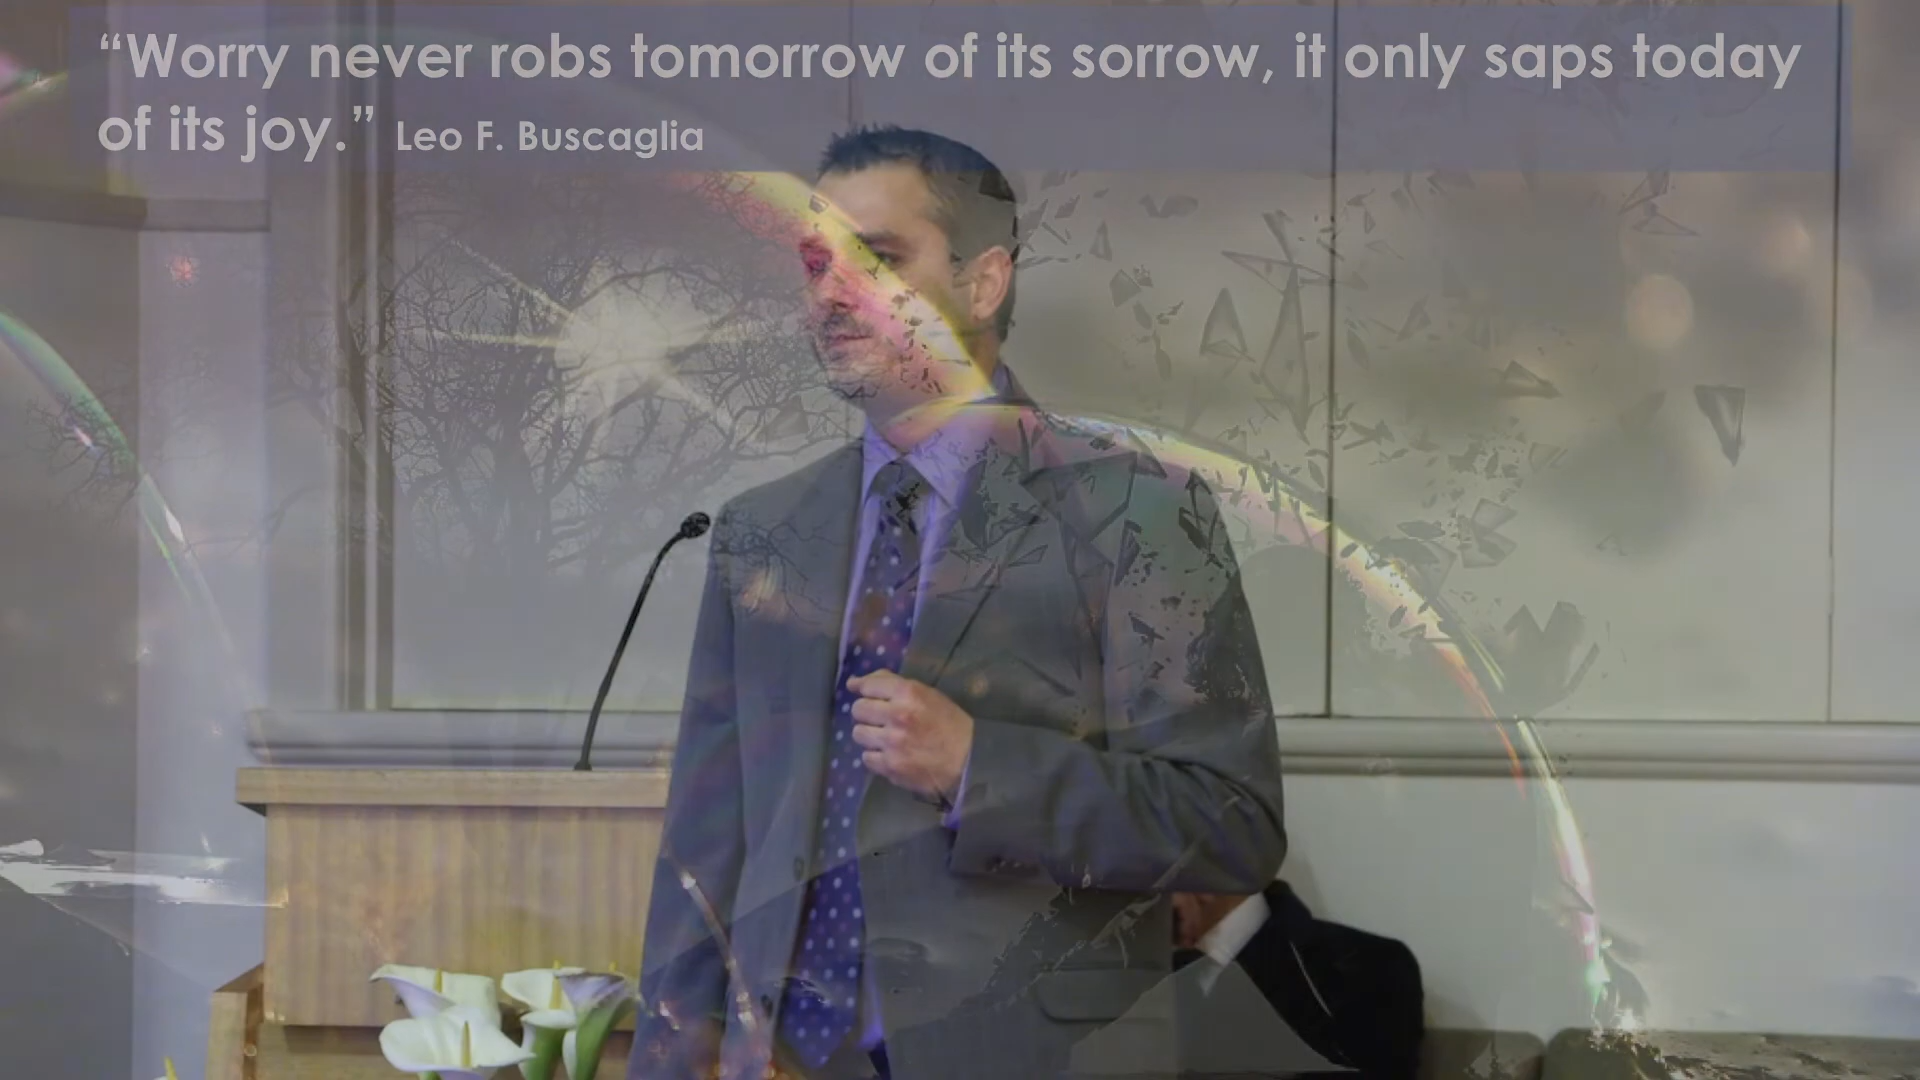 “Worry never robs tomorrow of its sorrow, it only saps today
of its joy.” Leo F. Buscaglia